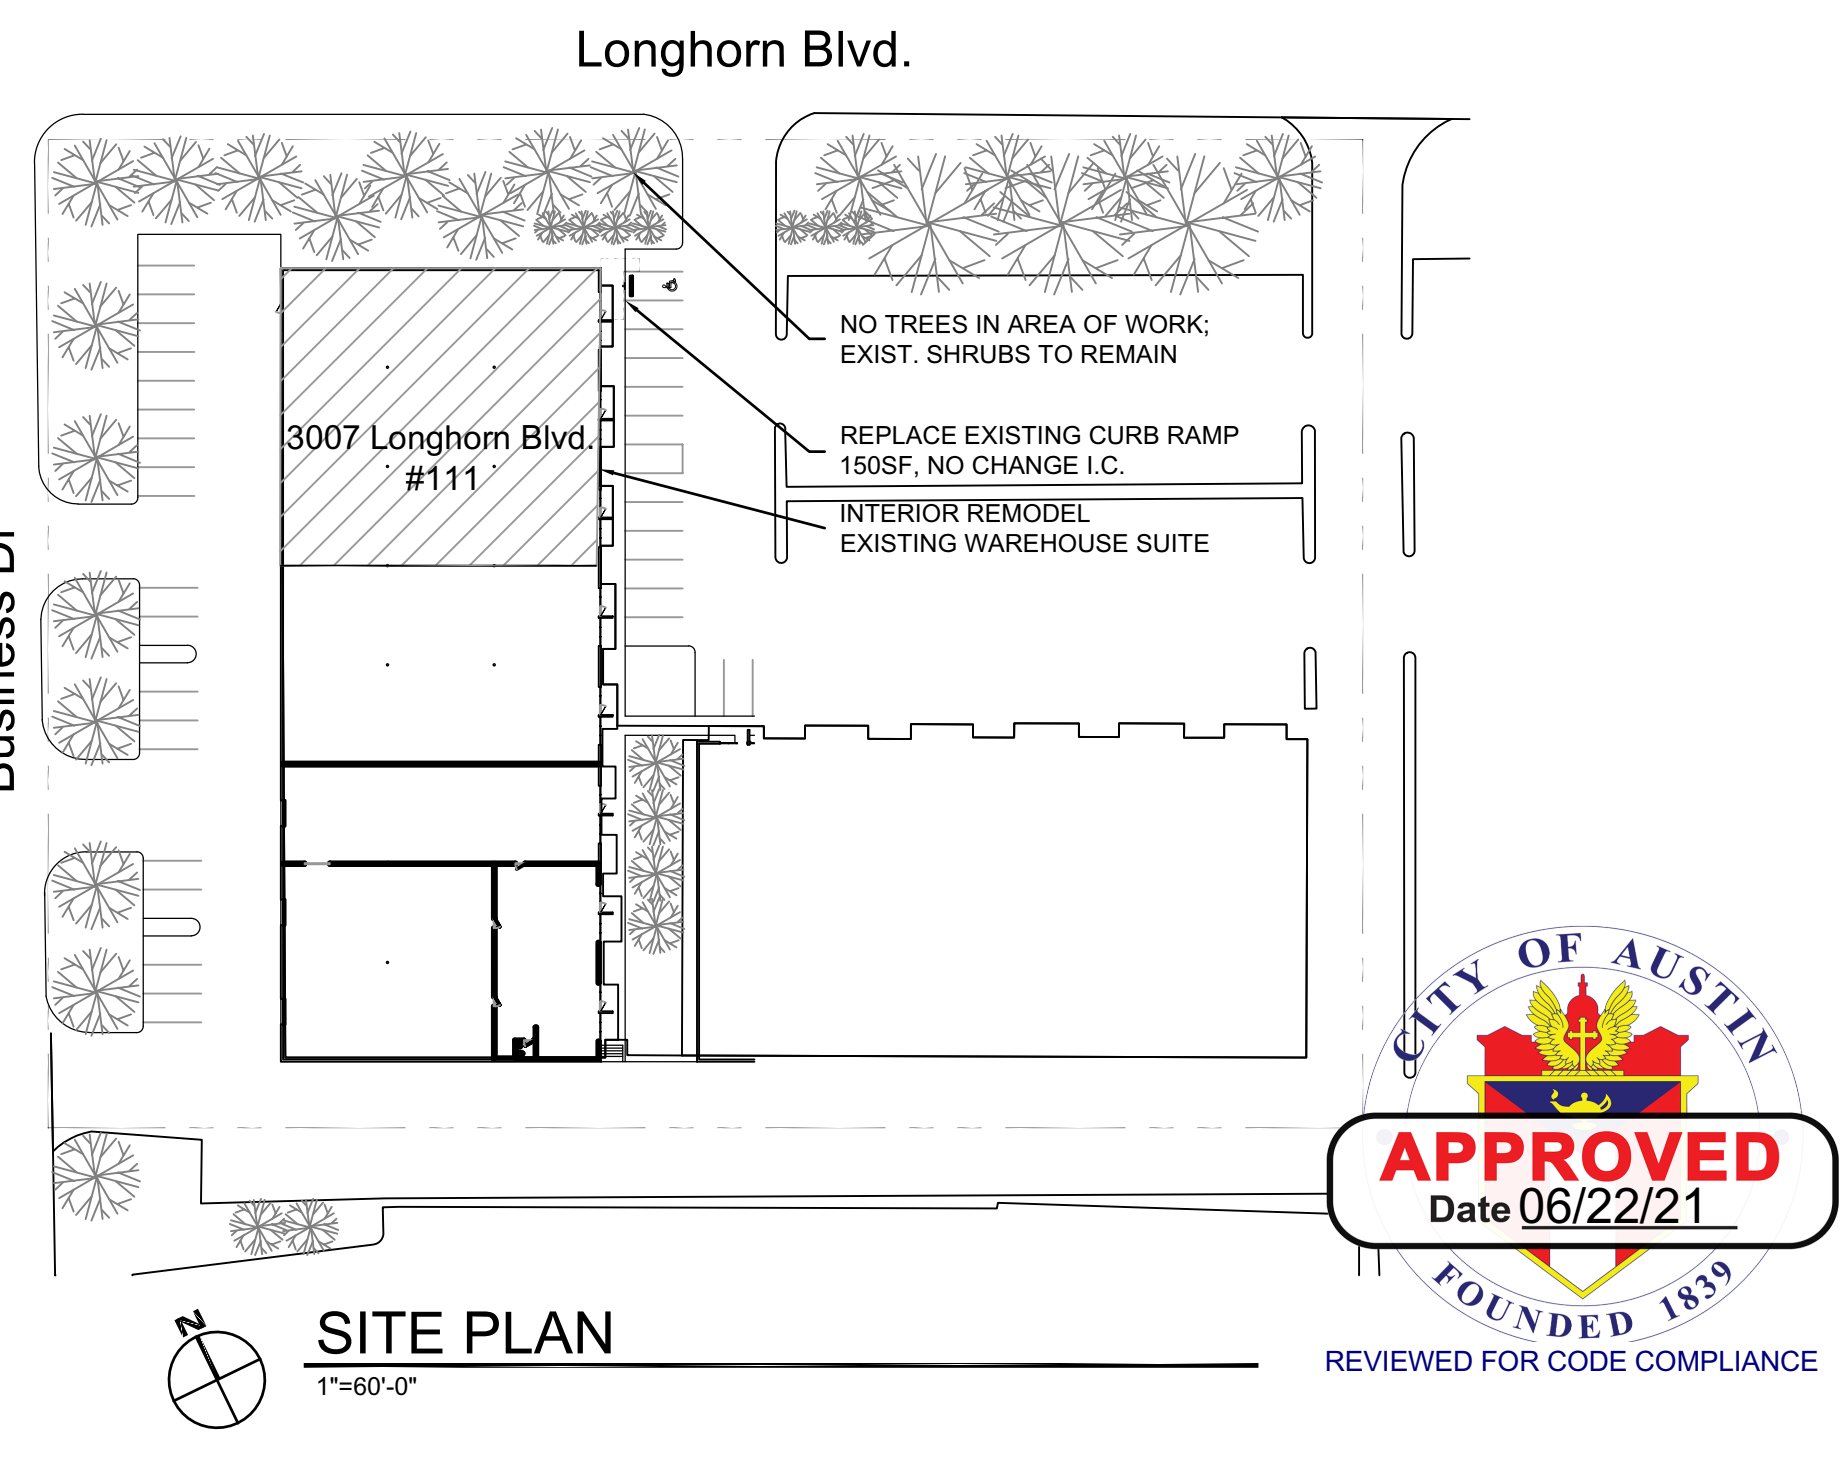 Longhorn Blvd.
NO TREES IN AREA OF WORK;
EXIST. SHRUBS TO REMAIN
3007 Longhorn Blvd.
#111
REPLACE EXISTING CURB RAMP
150SF, NO CHANGE I.C.
INTERIOR REMODEL
EXISTING WAREHOUSE SUITE
Business Dr
CITY OF AUSTIN
APPROVED
Date 06/22/21
FOUNDED 1839
REVIEWED FOR CODE COMPLIANCE
N
SITE PLAN
1"=60'-0"